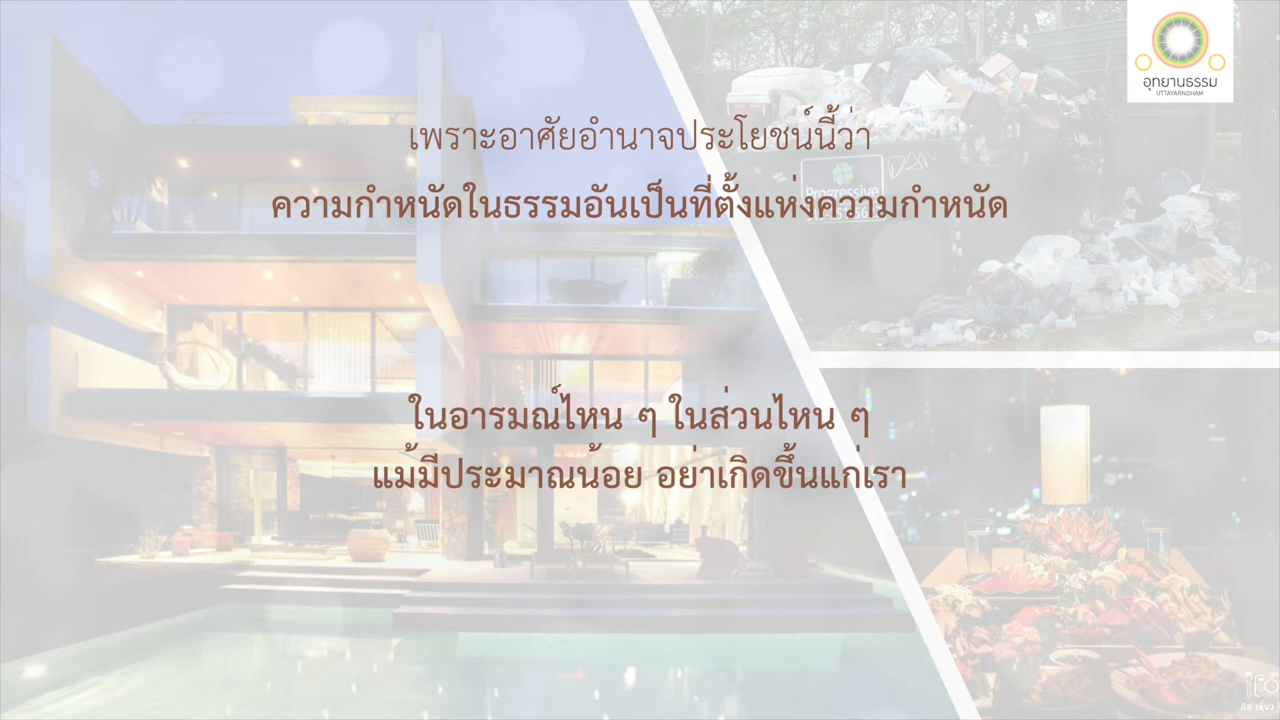 อุทยานธรรม
UTTAYARNDHAM
เพราะอาศัยอำนาจประโยชน์นี้ว่า
ความกำหนัดในธรรมอันเป็นที่ตั้งแห่งความกำหนัด
Progressive
ในอารมณ์ไหน ๆ ในส่วนไหน ๆ
แม้มีประมาณน้อย อย่าเกิดขึ้นแก่เรา